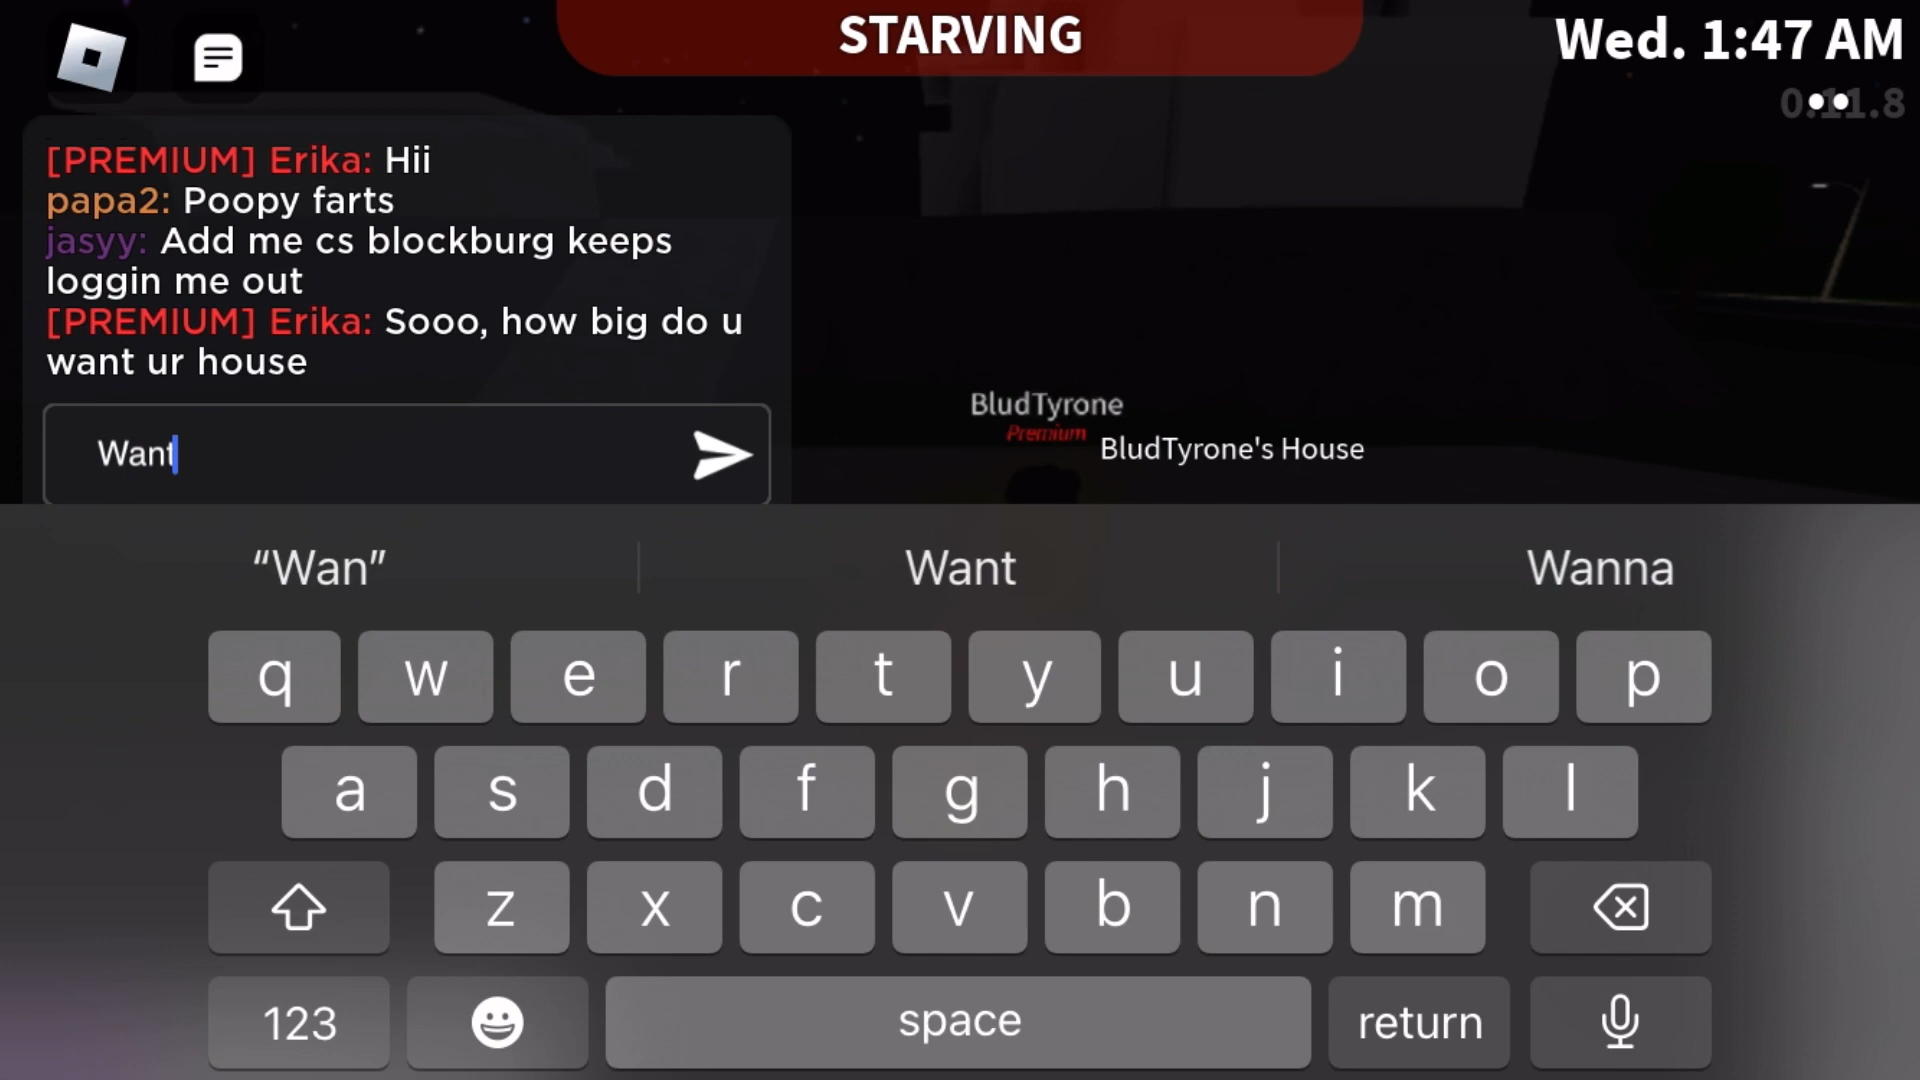 STARVING
Wed. 1:47 AM
[PREMIUM] Erika: Hii
papa2: Poopy farts
jasyy: Add me cs blockburg keeps
loggin me out
[PREMIUM] Erika: Sooo, how big do u
want ur house
Want
BludTyrone
Premium
BludTyrone's House
“Wan”
Want
Wanna
q w e r t y u i o p
a s d f g h j k l
z x c v b n m
123
space
return